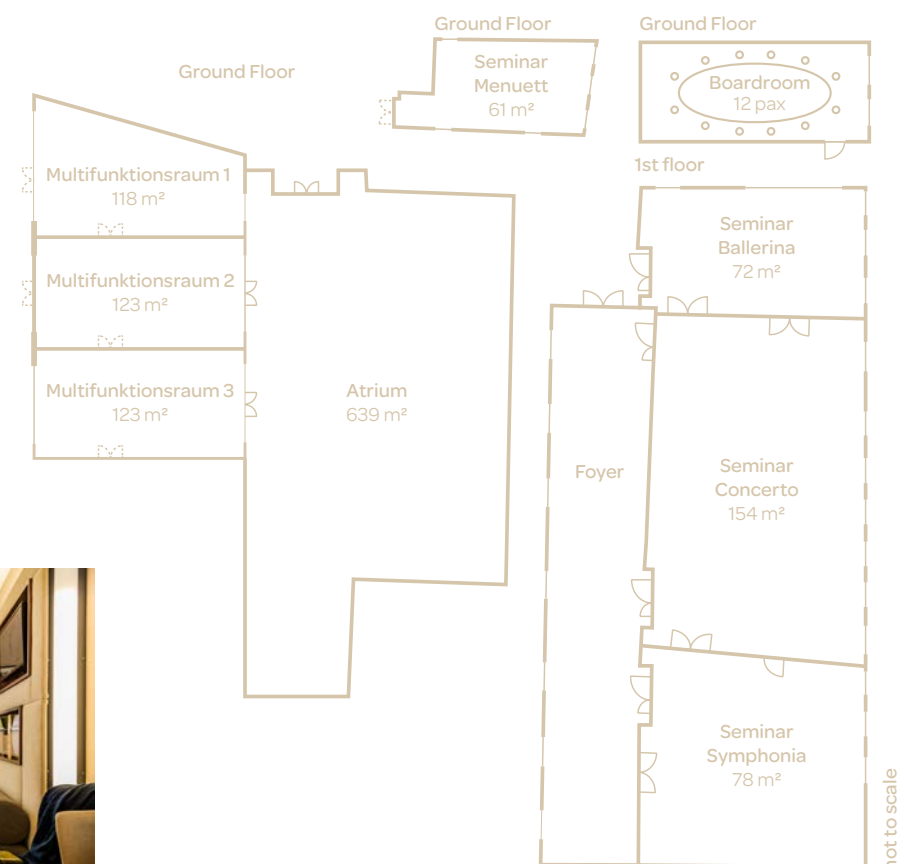 Ground Floor
Multifunktionsraum 1
118 m²
Multifunktionsraum 2
123 m²
Multifunktionsraum 3
123 m²
Atrium
639 m²
Ground Floor
Seminar
Menuett
61 m²
Ground Floor
Boardroom
12 pax
1st floor
Seminar
Ballerina
72 m²
Foyer
Seminar
Concerto
154 m²
Seminar
Symphonia
78 m²
not to scale